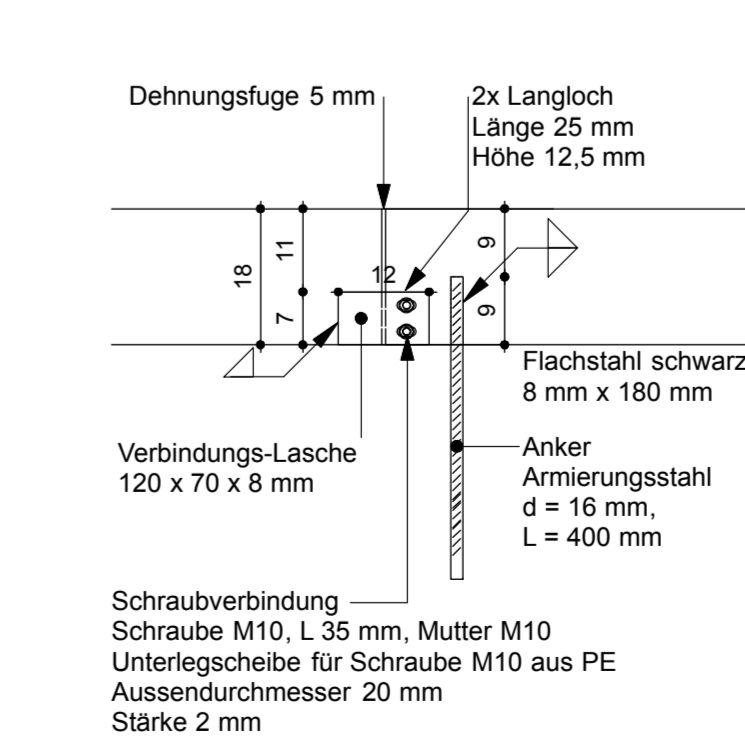 Dehnungsfuge 5 mm
2x Langloch
Länge 25 mm
Höhe 12,5 mm
18
11
7
12
9
9
Flachstahl schwarz
8 mm x 180 mm
Verbindungs-Lasche
120 x 70 x 8 mm
Anker
Armierungsstahl
d = 16 mm,
L = 400 mm
Schraubverbindung
Schraube M10, L 35 mm, Mutter M10
Unterlegscheibe für Schraube M10 aus PE
Aussendurchmesser 20 mm
Stärke 2 mm